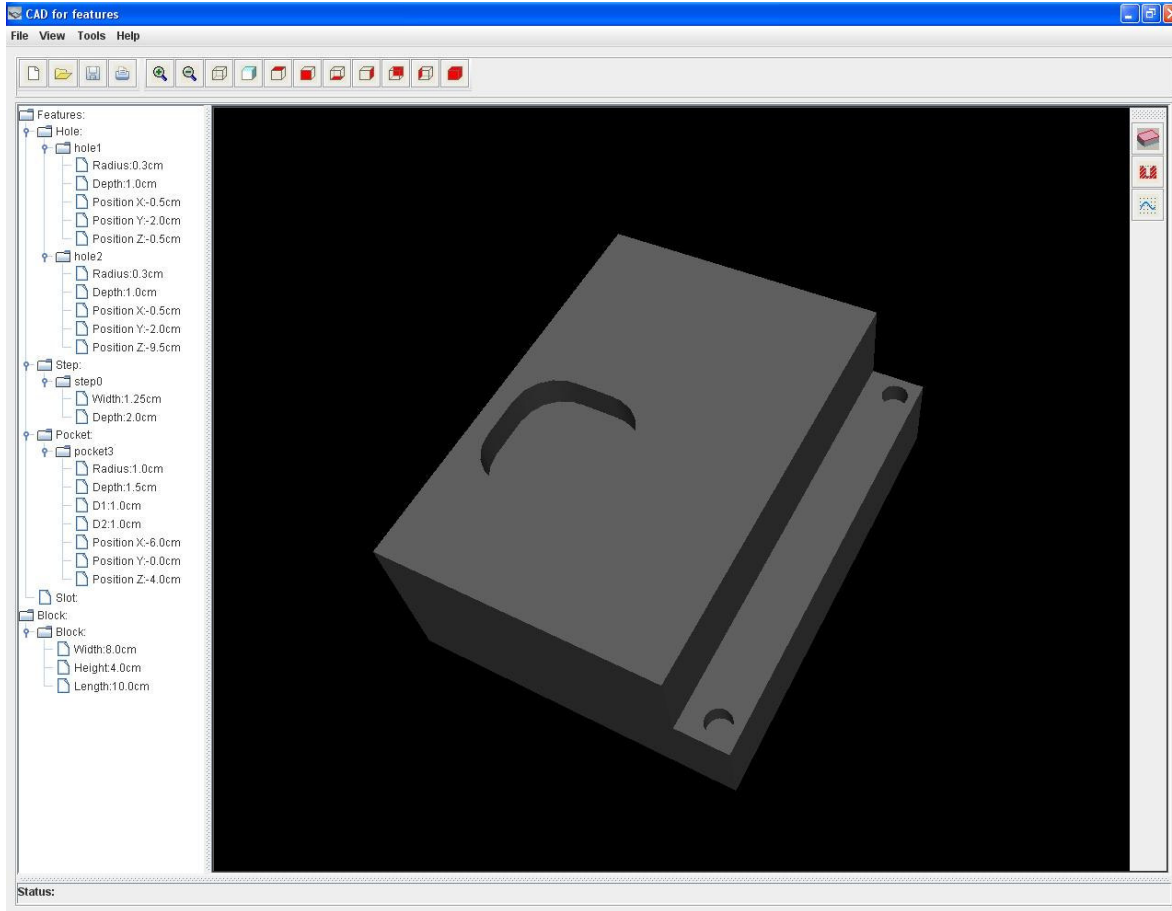 CAD for features
File View Tools Help
Features:
Hole:
hole1
Radius:0.3cm
Depth:1.0cm
Position X:-0.5cm
Position Y:-2.0cm
Position Z:-0.5cm
hole2
Radius:0.3cm
Depth:1.0cm
Position X:-0.5cm
Position Y:-2.0cm
Position Z:-9.5cm
Step:
step0
Width:1.25cm
Depth:2.0cm
Pocket:
pocket3
Radius:1.0cm
Depth:1.5cm
D1:1.0cm
D2:1.0cm
Position X:-6.0cm
Position Y:-0.0cm
Position Z:-4.0cm
Slot:
Block:
Block:
Width:8.0cm
Height:4.0cm
Length:10.0cm
Status: